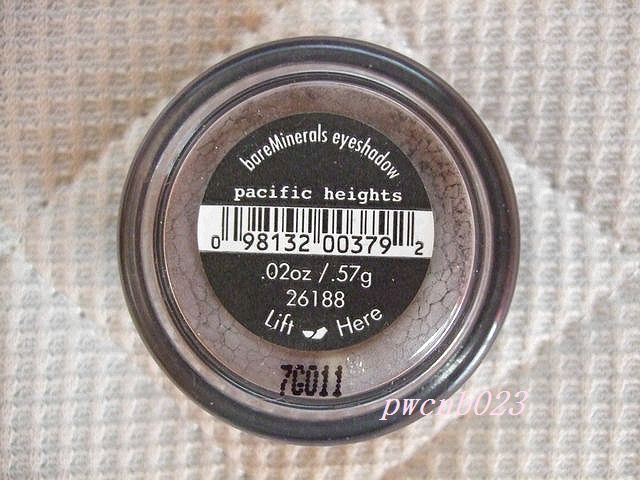 bareMinerals eyeshadow
pacific heights
0 98132 00379 2
.02oz / .57g
26188
Lift Here
7G011
pwcnb023